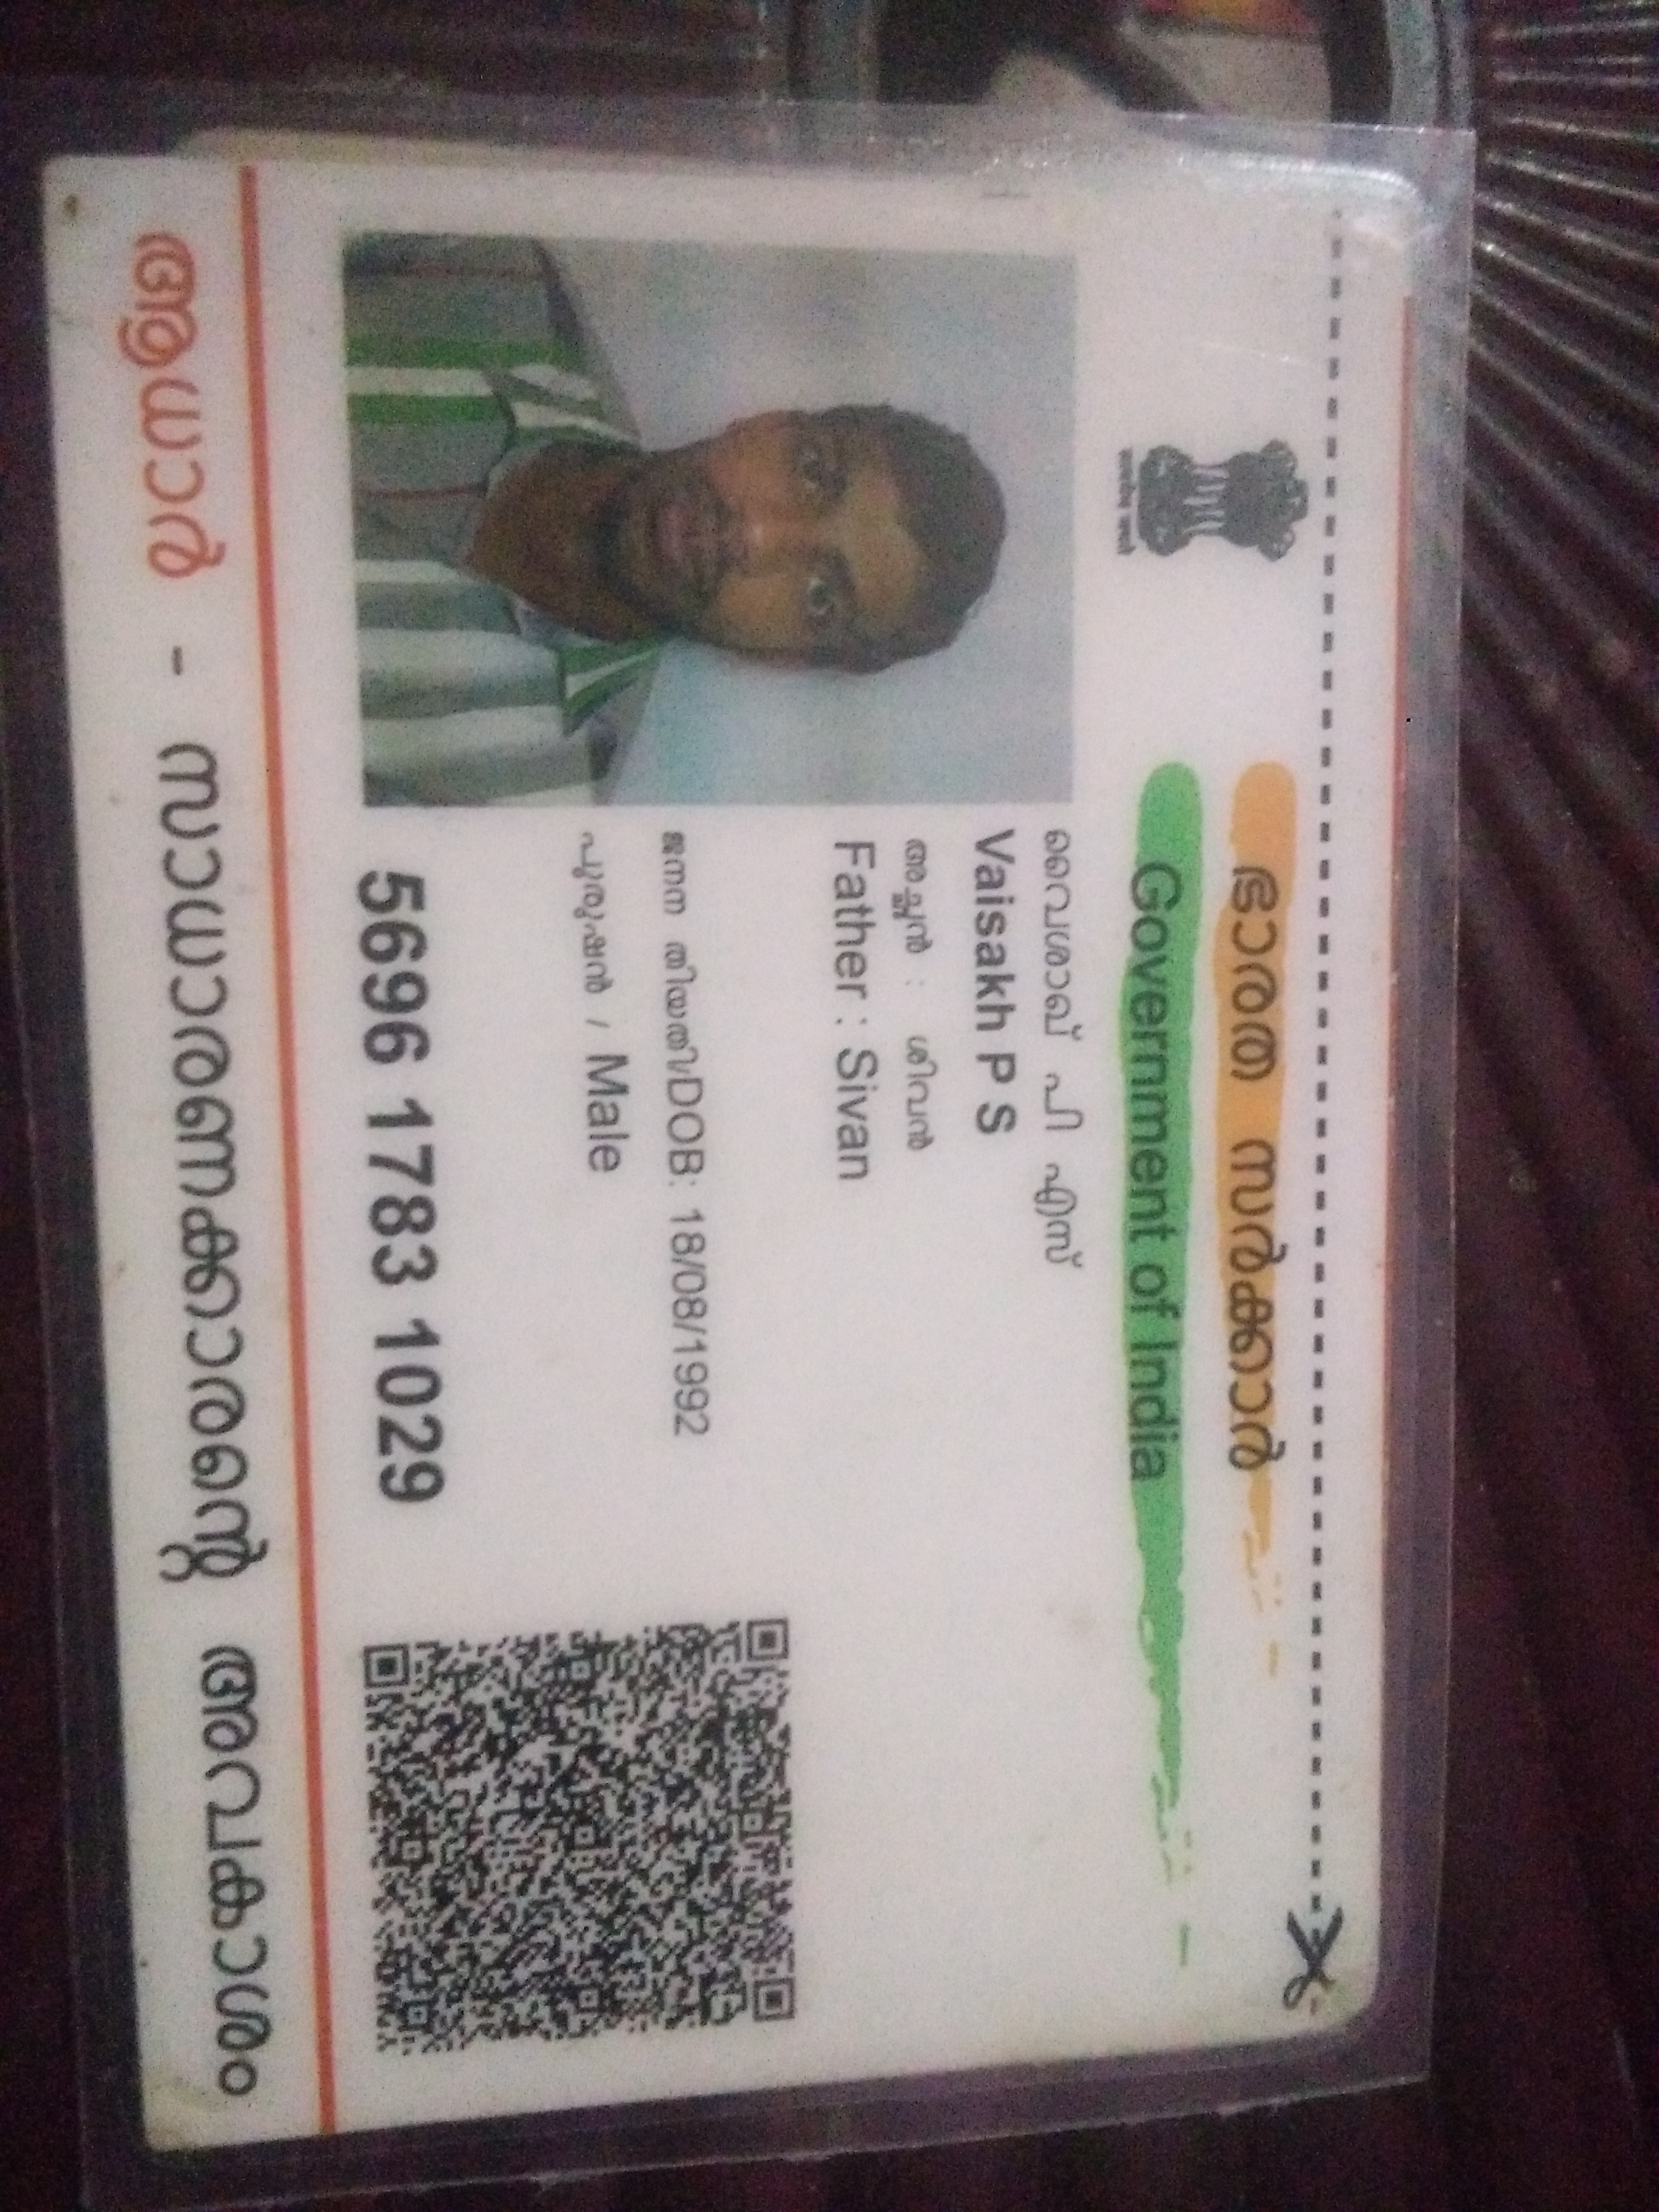 ഭാരത സർക്കാർ
Government of India
വൈശാഖ് പി എസ്
Vaisakh P S
അച്ഛൻ : ശിവൻ
Father : Sivan
ജനന തിയതി/DOB: 18/08/1992
പുരുഷൻ / Male
5696 1783 1029
ആധാർ - സാധാരണക്കാരന്റെ അവകാശം